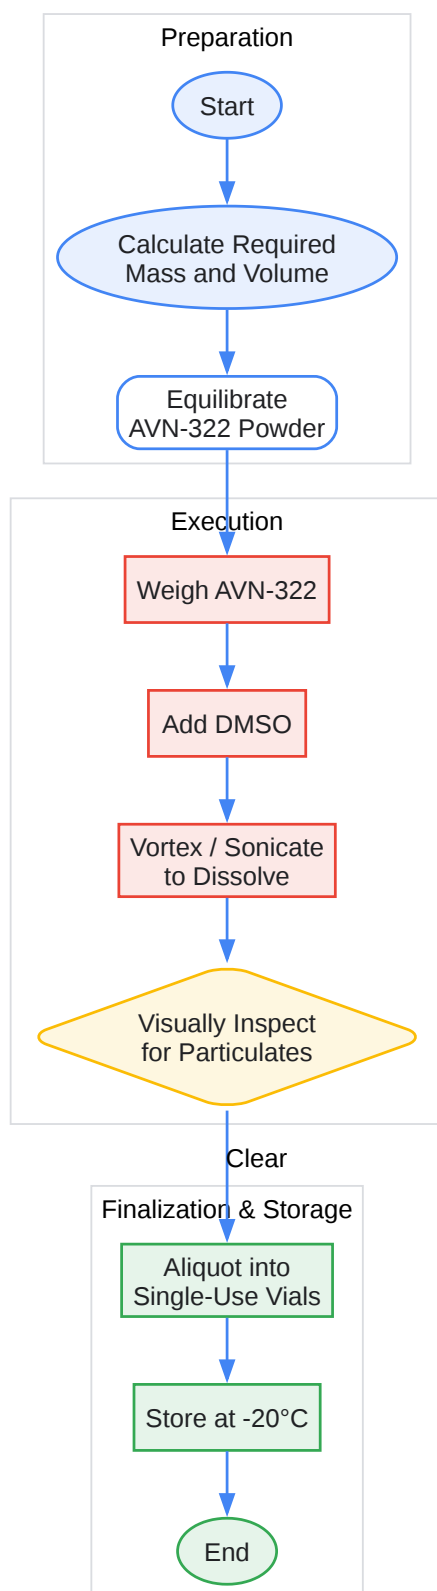 Preparation
Start
Calculate Required
Mass and Volume
Equilibrate
AVN-322 Powder
Execution
Weigh AVN-322
Add DMSO
Vortex / Sonicate
to Dissolve
Visually Inspect
for Particulates
Clear
Finalization & Storage
Aliquot into
Single-Use Vials
Store at -20°C
End